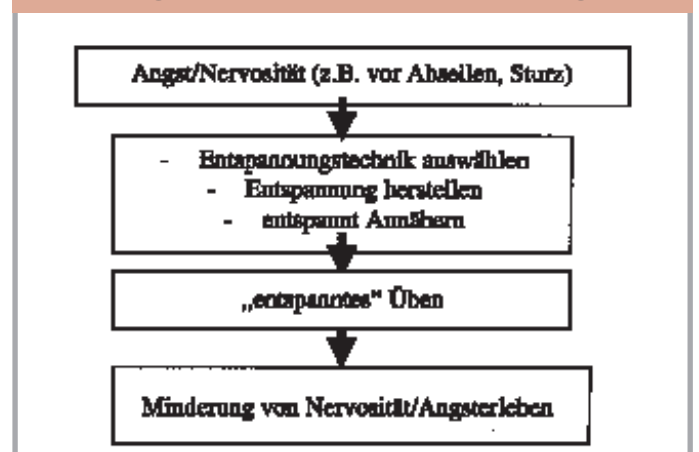 Angst/Nervosität (z.B. vor Abseilen, Sturz)
- Entspannungstechnik auswählen
- Entspannung herstellen
- entspannt Annähern
„entspanntes“ Üben
Minderung von Nervosität/Angsterleben